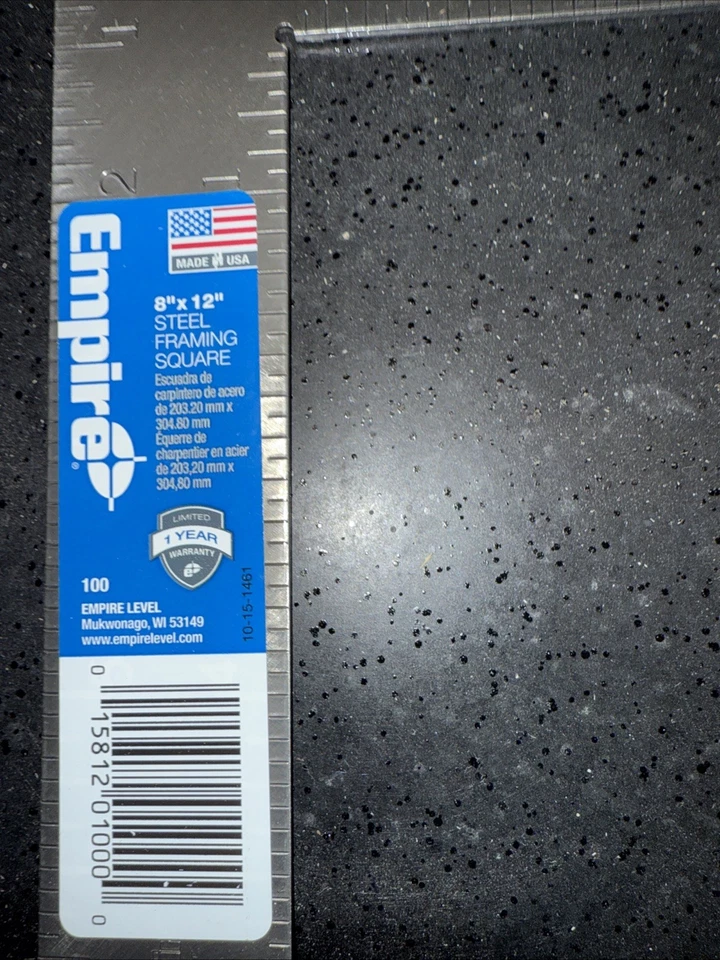 1
2
1
Empire®
MADE IN USA
8"x 12"
STEEL
FRAMING
SQUARE
Escuadra de
carpintero de acero
de 203.20 mm x
304.80 mm
Équerre de
charpentier en acier
de 203,20 mm x
304,80 mm
LIMITED
1 YEAR
WARRANTY
e
100
EMPIRE LEVEL
Mukwonago, WI 53149
www.empirelevel.com
10-15-1461
0 15812 01000 0